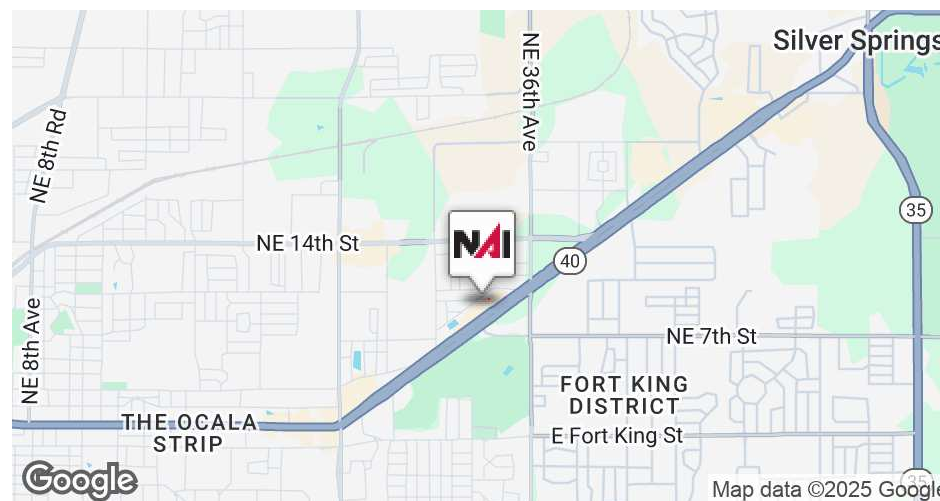 Silver Springs
NE 36th Ave
NE 8th Rd
35
NE 14th St
NAI
40
NE 8th Ave
NE 7th St
FORT KING
DISTRICT
THE OCALA
STRIP
E Fort King St
35
Google
Map data ©2025 Google